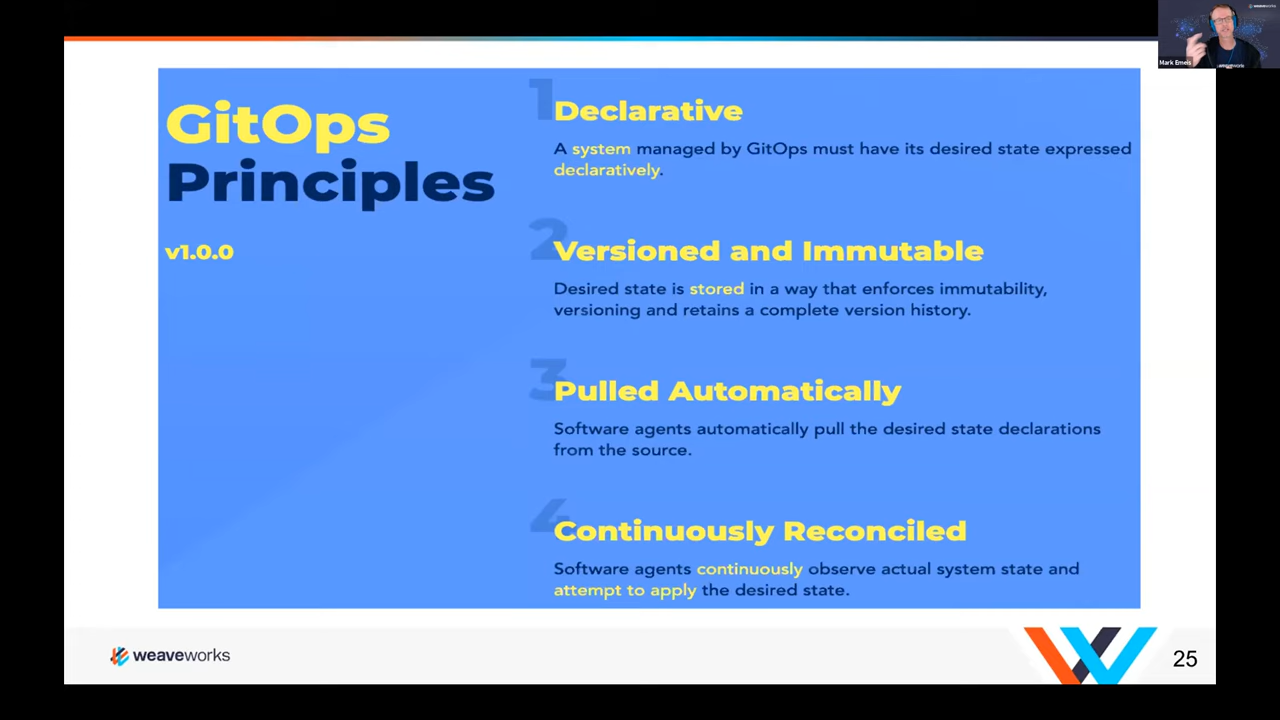 GitOps
Principles
v1.0.0
1
Declarative
A system managed by GitOps must have its desired state expressed
declaratively.
2
Versioned and Immutable
Desired state is stored in a way that enforces immutability,
versioning and retains a complete version history.
3
Pulled Automatically
Software agents automatically pull the desired state declarations
from the source.
4
Continuously Reconciled
Software agents continuously observe actual system state and
attempt to apply the desired state.
weaveworks
25
weaveworks
Mark Emeis
weaveworks